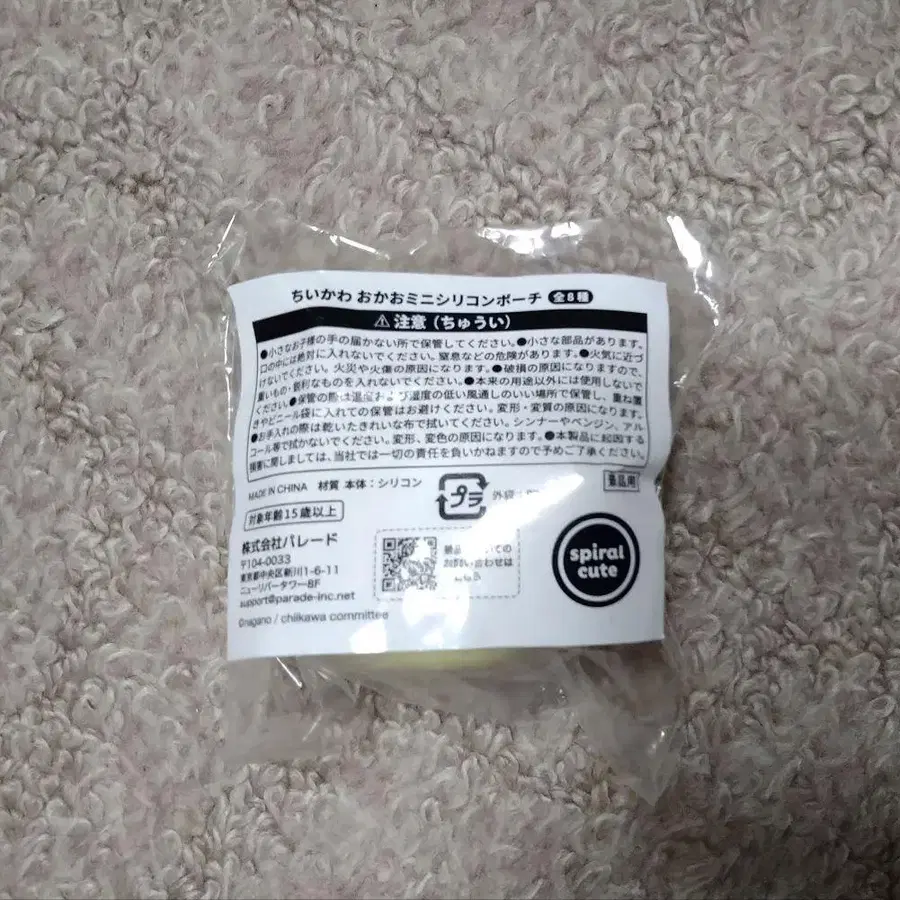 ちいかわ おかおミニシリコンポーチ 全8種
⚠注意（ちゅうい）
●小さなお子様の手の届かない所で保管してください。●小さな部品があります。
口の中には絶対に入れないでください。窒息などの危険があります。●火気に近づ
けないでください。火災や火傷の原因になります。●破損の原因になりますので、
重いもの・鋭利なものを入れないでください。●本来の用途以外には使用しないで
ください。●保管の際は温度および湿度の低い風通しのいい場所で保管し、重ね置
きやビニール袋に入れての保管はお避けください。変形・変質の原因になります。
●お手入れの際は乾いたきれいな布で拭いてください。シンナーやベンジン、アル
コール等で拭かないでください。変形、変色の原因になります。●本製品に起因する
損害に関しましては、当社では一切の責任を負いかねますので予めご了承ください。
MADE IN CHINA 材質 本体：シリコン
プラ 外袋：
景品用
対象年齢15歳以上
株式会社パレード
〒104-0033
東京都中央区新川1-6-11
ニューリバータワー8F
support@parade-inc.net
お問い合わせは
spiral
cute
©nagano / chiikawa committee